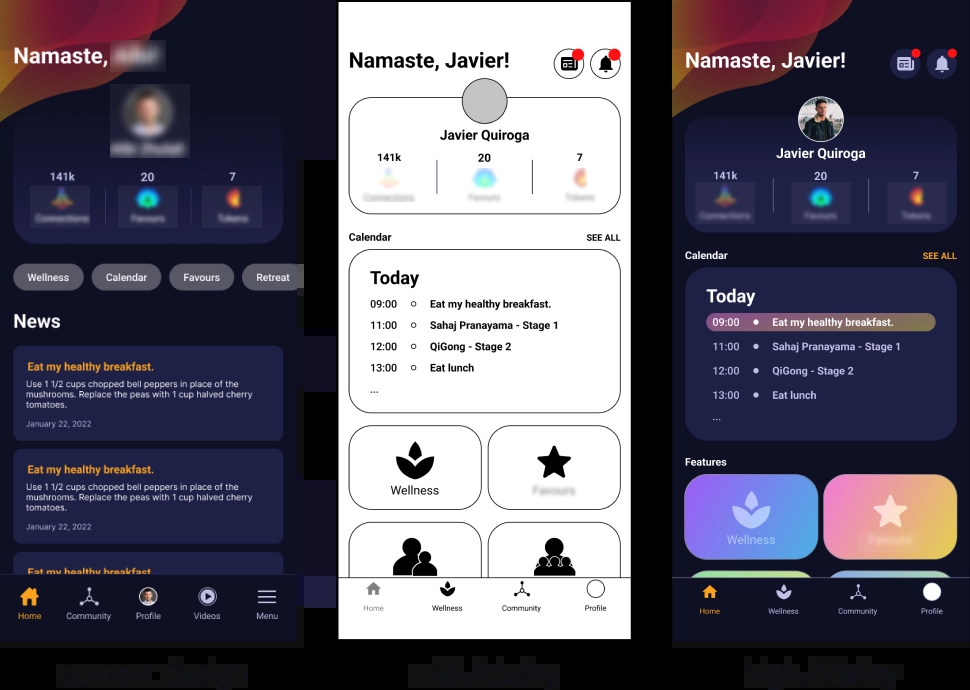 Namaste,
141k 20 7
Connections Favours Tokens
Wellness Calendar Favours Retreat
News
Eat my healthy breakfast.
Use 1 1/2 cups chopped bell peppers in place of the
mushrooms. Replace the peas with 1 cup halved cherry
tomatoes.
January 22, 2022
Eat my healthy breakfast.
Use 1 1/2 cups chopped bell peppers in place of the
mushrooms. Replace the peas with 1 cup halved cherry
tomatoes.
January 22, 2022
Eat my healthy breakfast.
Home Community Profile Videos Menu
Namaste, Javier!
Javier Quiroga
141k 20 7
Connections Favours Tokens
Calendar SEE ALL
Today
09:00 Eat my healthy breakfast.
11:00 Sahaj Pranayama - Stage 1
12:00 QiGong - Stage 2
13:00 Eat lunch
...
Wellness Favours
Home Wellness Community Profile
Namaste, Javier!
Javier Quiroga
141k 20 7
Connections Favours Tokens
Calendar SEE ALL
Today
09:00 Eat my healthy breakfast.
11:00 Sahaj Pranayama - Stage 1
12:00 QiGong - Stage 2
13:00 Eat lunch
...
Features
Wellness Favours
Home Wellness Community Profile